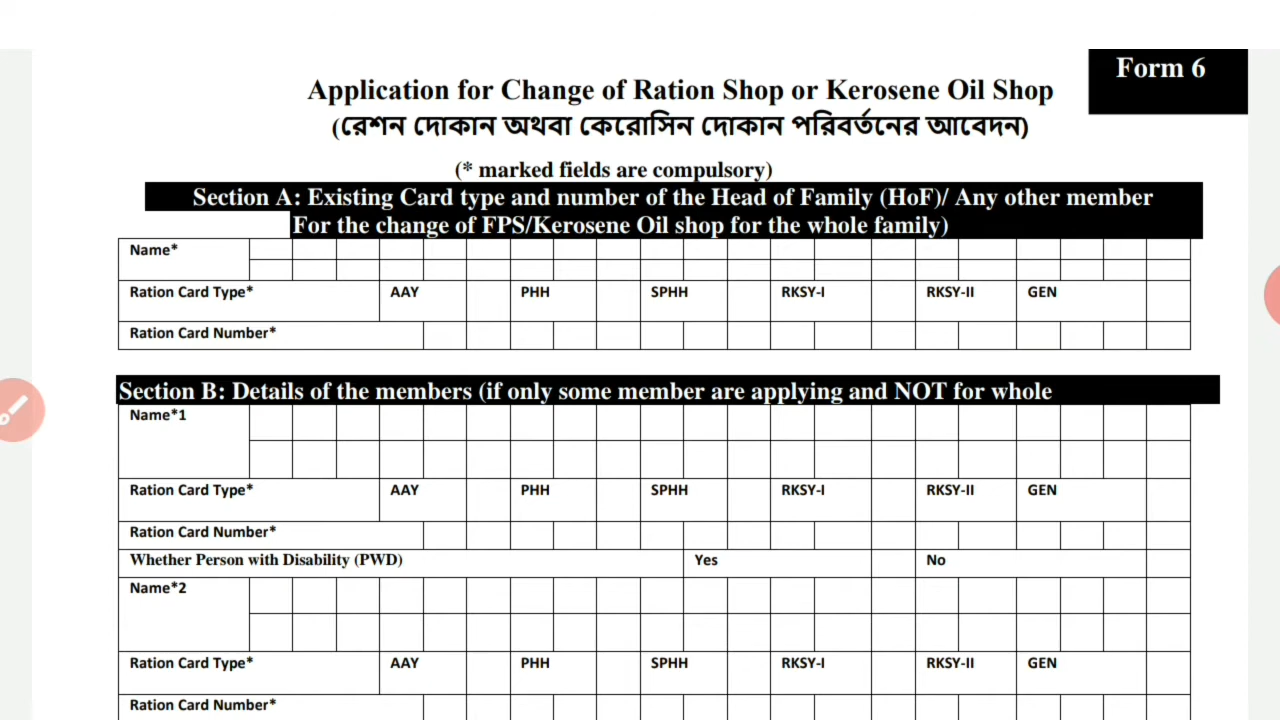 Form 6
Application for Change of Ration Shop or Kerosene Oil Shop
(রেশন দোকান অথবা কেরোসিন দোকান পরিবর্তনের আবেদন)
(* marked fields are compulsory)
Section A: Existing Card type and number of the Head of Family (HoF)/ Any other member
For the change of FPS/Kerosene Oil shop for the whole family)
Name*
Ration Card Type* AAY PHH SPHH RKSY-I RKSY-II GEN
Ration Card Number*
Section B: Details of the members (if only some member are applying and NOT for whole
Name*1
Ration Card Type* AAY PHH SPHH RKSY-I RKSY-II GEN
Ration Card Number*
Whether Person with Disability (PWD) Yes No
Name*2
Ration Card Type* AAY PHH SPHH RKSY-I RKSY-II GEN
Ration Card Number*